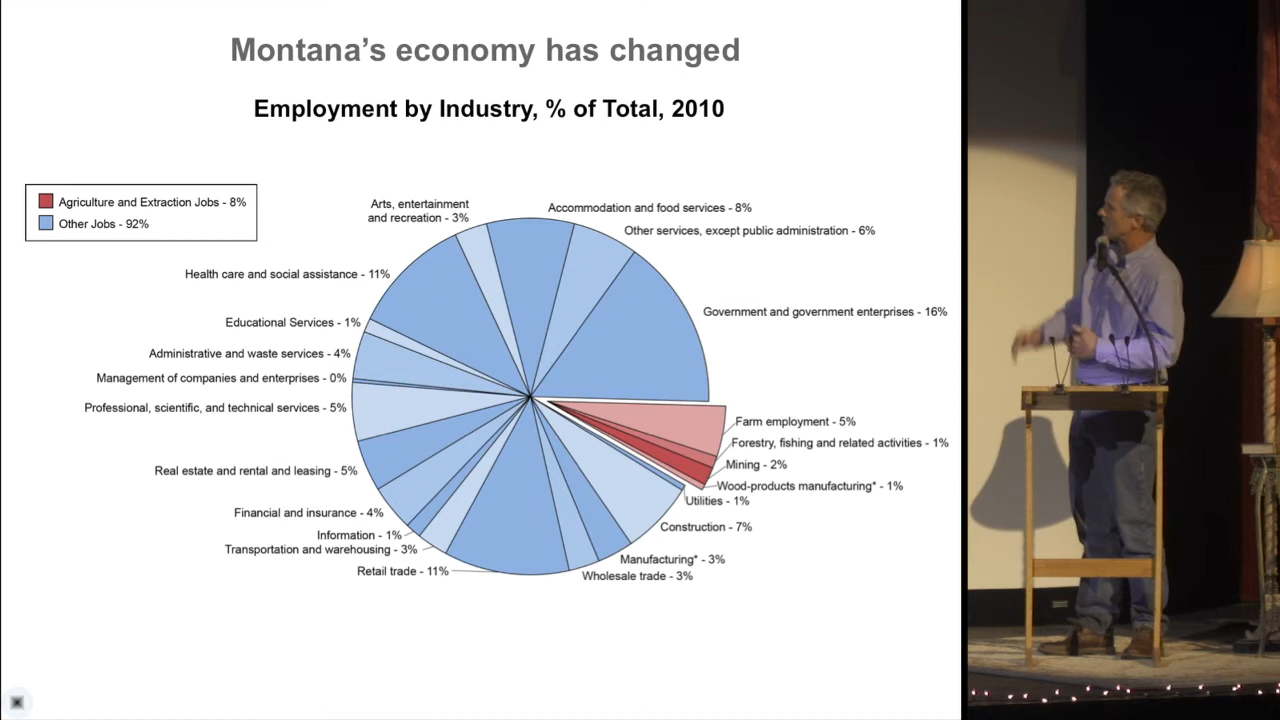 Montana's economy has changed
Employment by Industry, % of Total, 2010
Agriculture and Extraction Jobs - 8%
Other Jobs - 92%
Arts, entertainment
and recreation - 3%
Accommodation and food services - 8%
Other services, except public administration - 6%
Health care and social assistance - 11%
Government and government enterprises - 16%
Educational Services - 1%
Administrative and waste services - 4%
Management of companies and enterprises - 0%
Professional, scientific, and technical services - 5%
Farm employment - 5%
Forestry, fishing and related activities - 1%
Mining - 2%
Wood-products manufacturing* - 1%
Utilities - 1%
Real estate and rental and leasing - 5%
Financial and insurance - 4%
Construction - 7%
Information - 1%
Transportation and warehousing - 3%
Manufacturing* - 3%
Retail trade - 11%
Wholesale trade - 3%